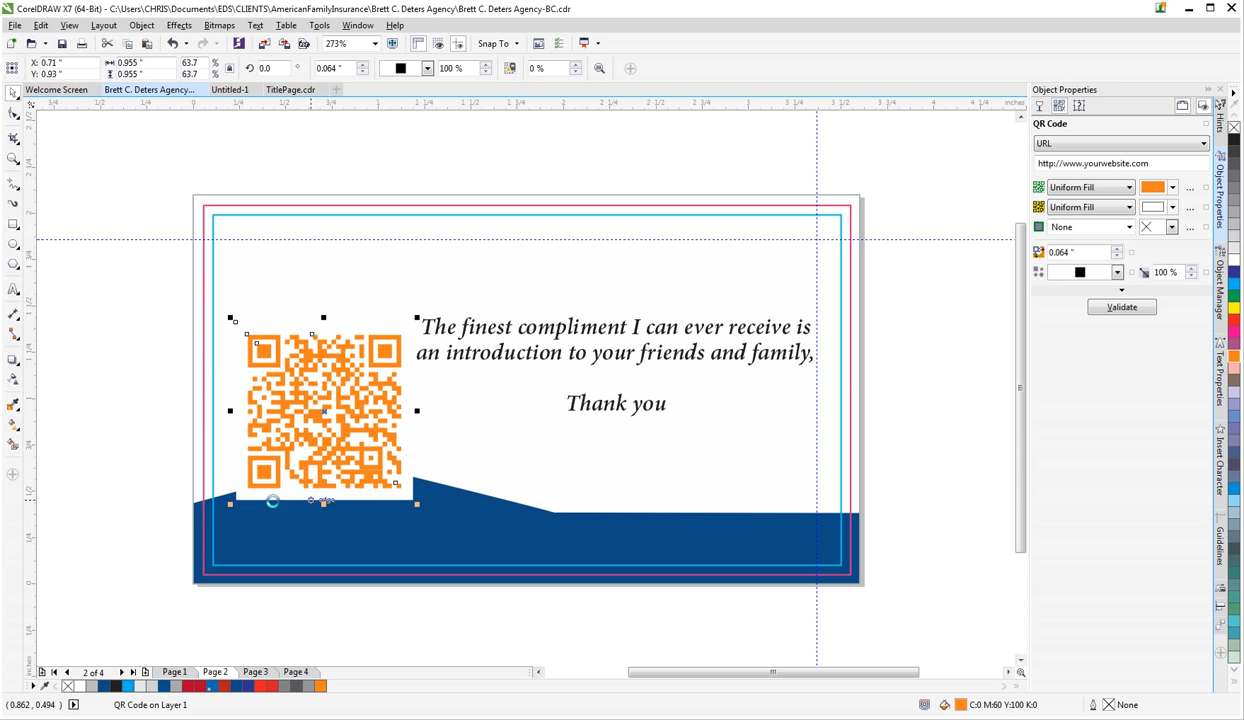 CorelDRAW X7 (64-Bit) - C:\Users\CHRIS\Documents\EDS\CLIENTS\AmericanFamilyInsurance\Brett C. Deters Agency\Brett C. Deters Agency-BC.cdr
File Edit View Layout Object Effects Bitmaps Text Table Tools Window Help
273% Snap To
X: 0.71 " 0.955 " 63.7 % 0.0 ° 0.064 " 100 % 0 %
Y: 0.93 " 0.955 " 63.7 %
Welcome Screen Brett C. Deters Agency... Untitled-1 TitlePage.cdr
inches
Object Properties
QR Code
URL
http://www.yourwebsite.com
Uniform Fill
Uniform Fill
None
0.064 "
100 %
Validate
Hints
Object Properties
Object Manager
Text Properties
Insert Character
Guidelines
The finest compliment I can ever receive is
an introduction to your friends and family,
Thank you
edge
2 of 4 Page 1 Page 2 Page 3 Page 4
(0.862, 0.494) QR Code on Layer 1 C:0 M:60 Y:100 K:0 None